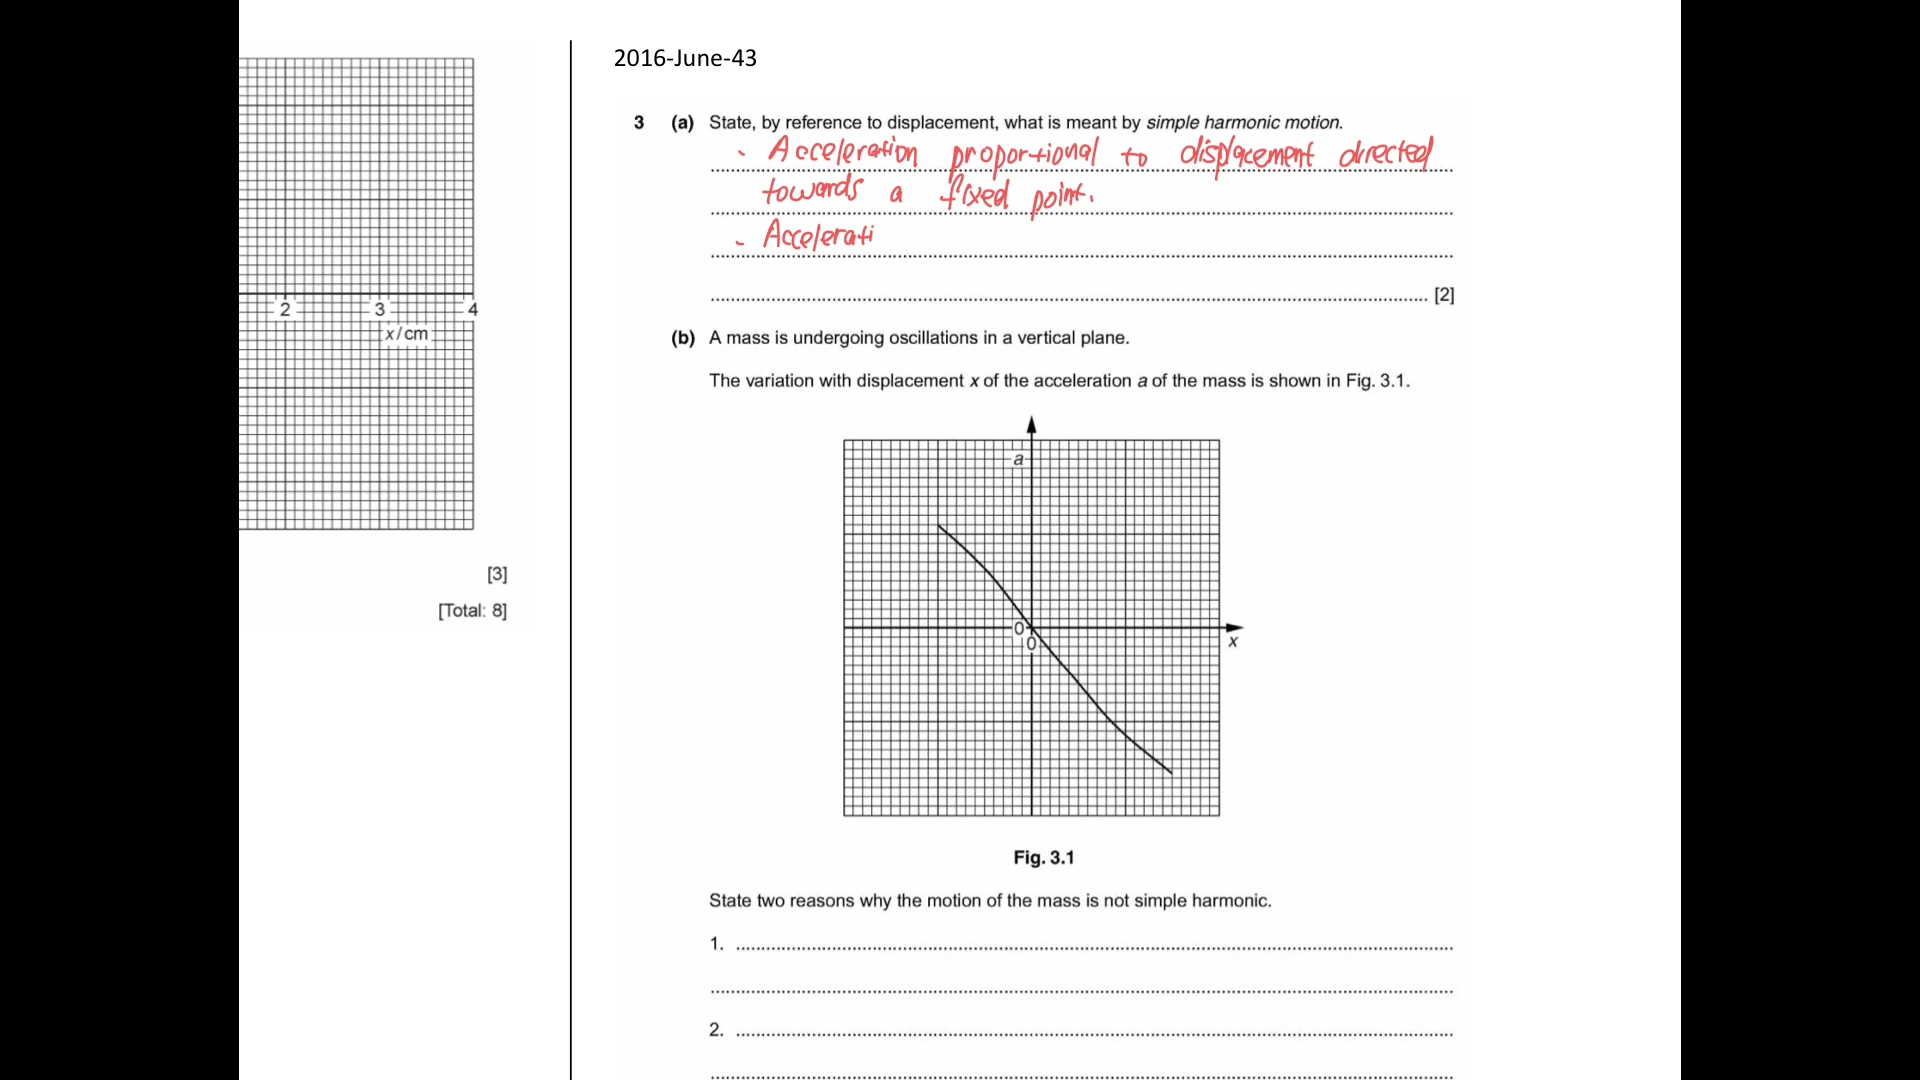 2016-June-43
3 (a) State, by reference to displacement, what is meant by simple harmonic motion.
- Acceleration proportional to displacement directed
towards a fixed point.
- Accelerati
[2]
2 3 4
x/cm
(b) A mass is undergoing oscillations in a vertical plane.
The variation with displacement x of the acceleration a of the mass is shown in Fig. 3.1.
a
0
0
x
[3]
[Total: 8]
Fig. 3.1
State two reasons why the motion of the mass is not simple harmonic.
1.
2.